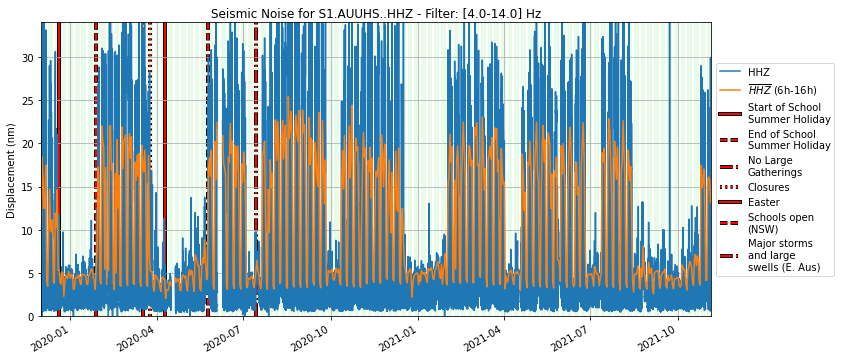 Seismic Noise for S1.AUUHS..HHZ - Filter: [4.0-14.0] Hz
Displacement (nm)
30
25
20
15
10
5
0
2020-01
2020-04
2020-07
2020-10
2021-01
2021-04
2021-07
2021-10
HHZ
HHZ (6h-16h)
Start of School
Summer Holiday
End of School
Summer Holiday
No Large
Gatherings
Closures
Easter
Schools open
(NSW)
Major storms
and large
swells (E. Aus)